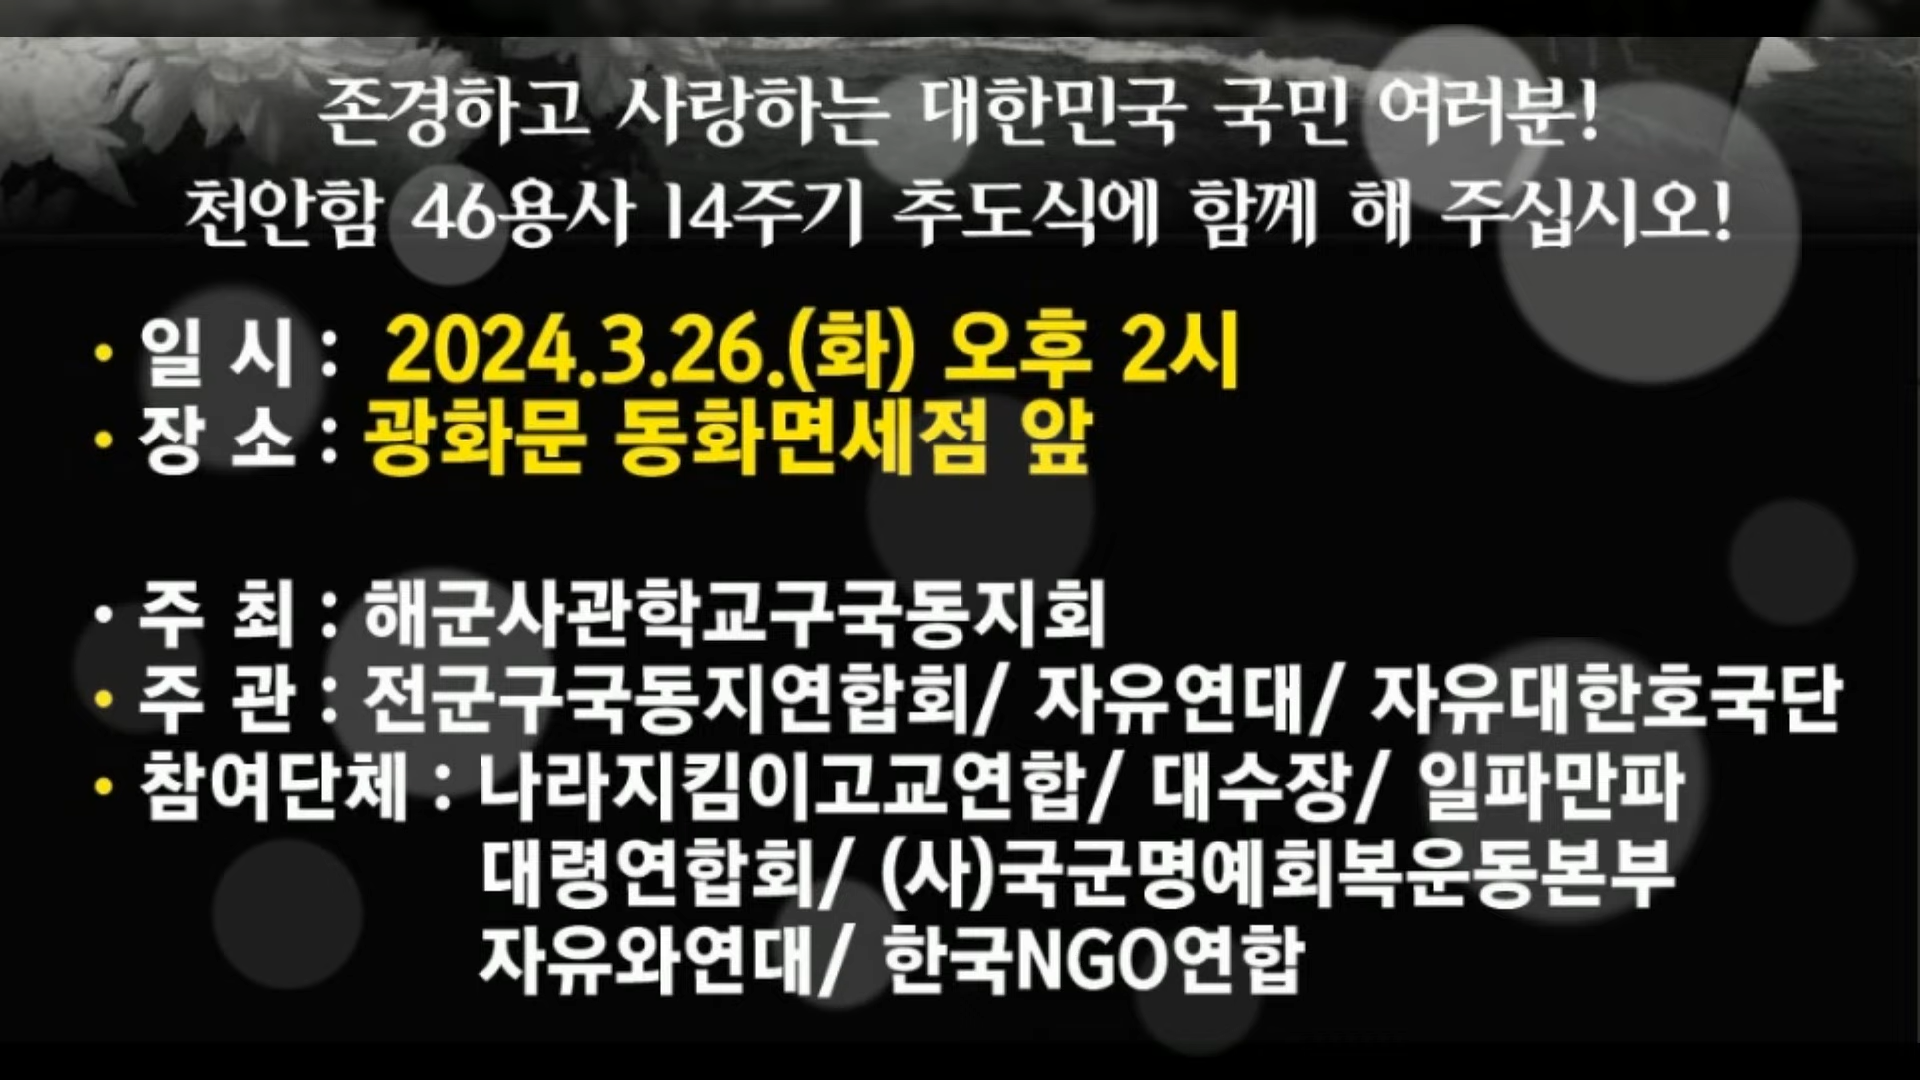 존경하고 사랑하는 대한민국 국민 여러분!
천안함 46용사 14주기 추도식에 함께 해 주십시오!
• 일 시 : 2024.3.26.(화) 오후 2시
• 장 소 : 광화문 동화면세점 앞
• 주 최 : 해군사관학교구국동지회
• 주 관 : 전군구국동지연합회/ 자유연대/ 자유대한호국단
• 참여단체 : 나라지킴이고교연합/ 대수장/ 일파만파
대령연합회/ (사)국군명예회복운동본부
자유와연대/ 한국NGO연합